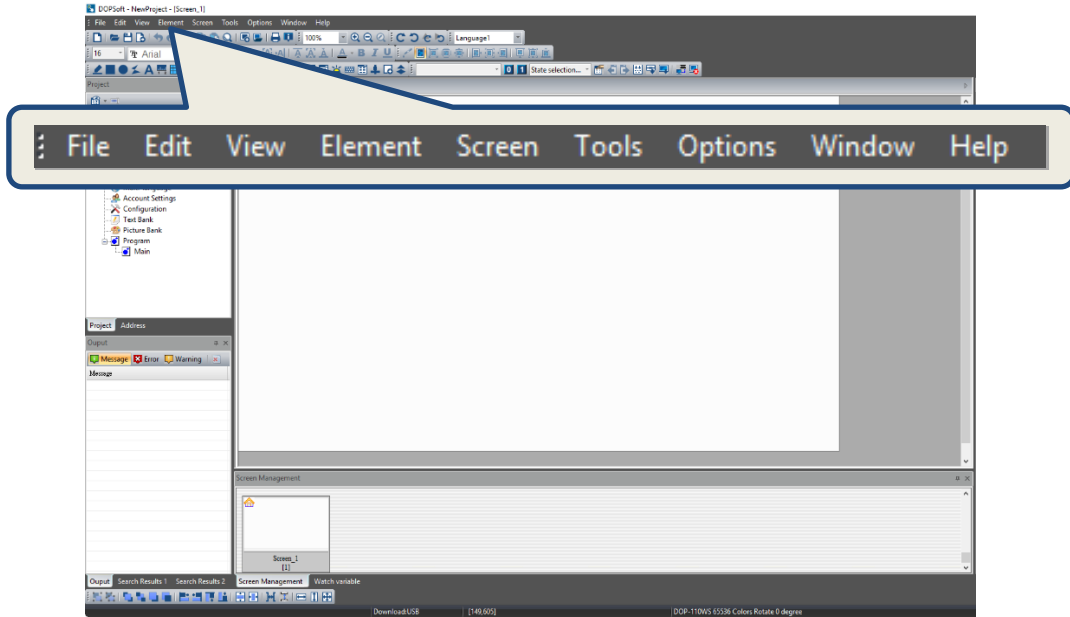 DOPSoft - NewProject - [Screen_1]
File Edit View Element Screen Tools Options Window Help
100% Language1
16 Arial
0 1 State selection...
Project
File Edit View Element Screen Tools Options Window Help
Account Settings
Configuration
Text Bank
Picture Bank
Program
Main
Project Address
Ouput
Message Error Warning
Message
Screen Management
Screen_1
[1]
Ouput Search Results 1 Search Results 2 Screen Management Watch variable
Download:USB [149,605] DOP-110WS 65536 Colors Rotate 0 degree